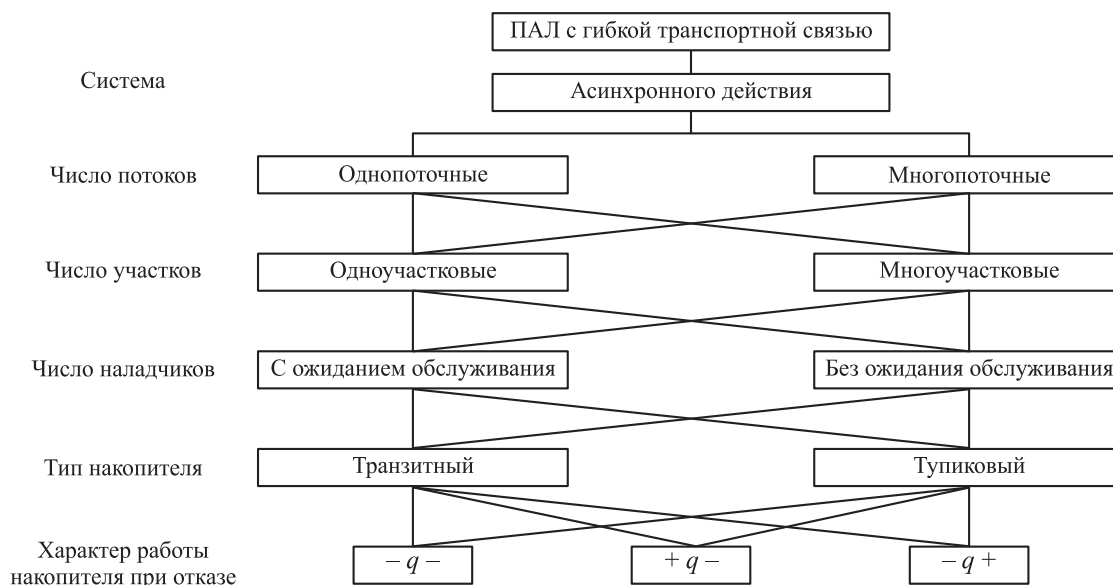 ПАЛ с гибкой транспортной связью
Система
Асинхронного действия
Число потоков
Однопоточные
Многопоточные
Число участков
Одноучастковые
Многоучастковые
Число наладчиков
С ожиданием обслуживания
Без ожидания обслуживания
Тип накопителя
Транзитный
Тупиковый
Характер работы
накопителя при отказе
– q –
+ q –
– q +